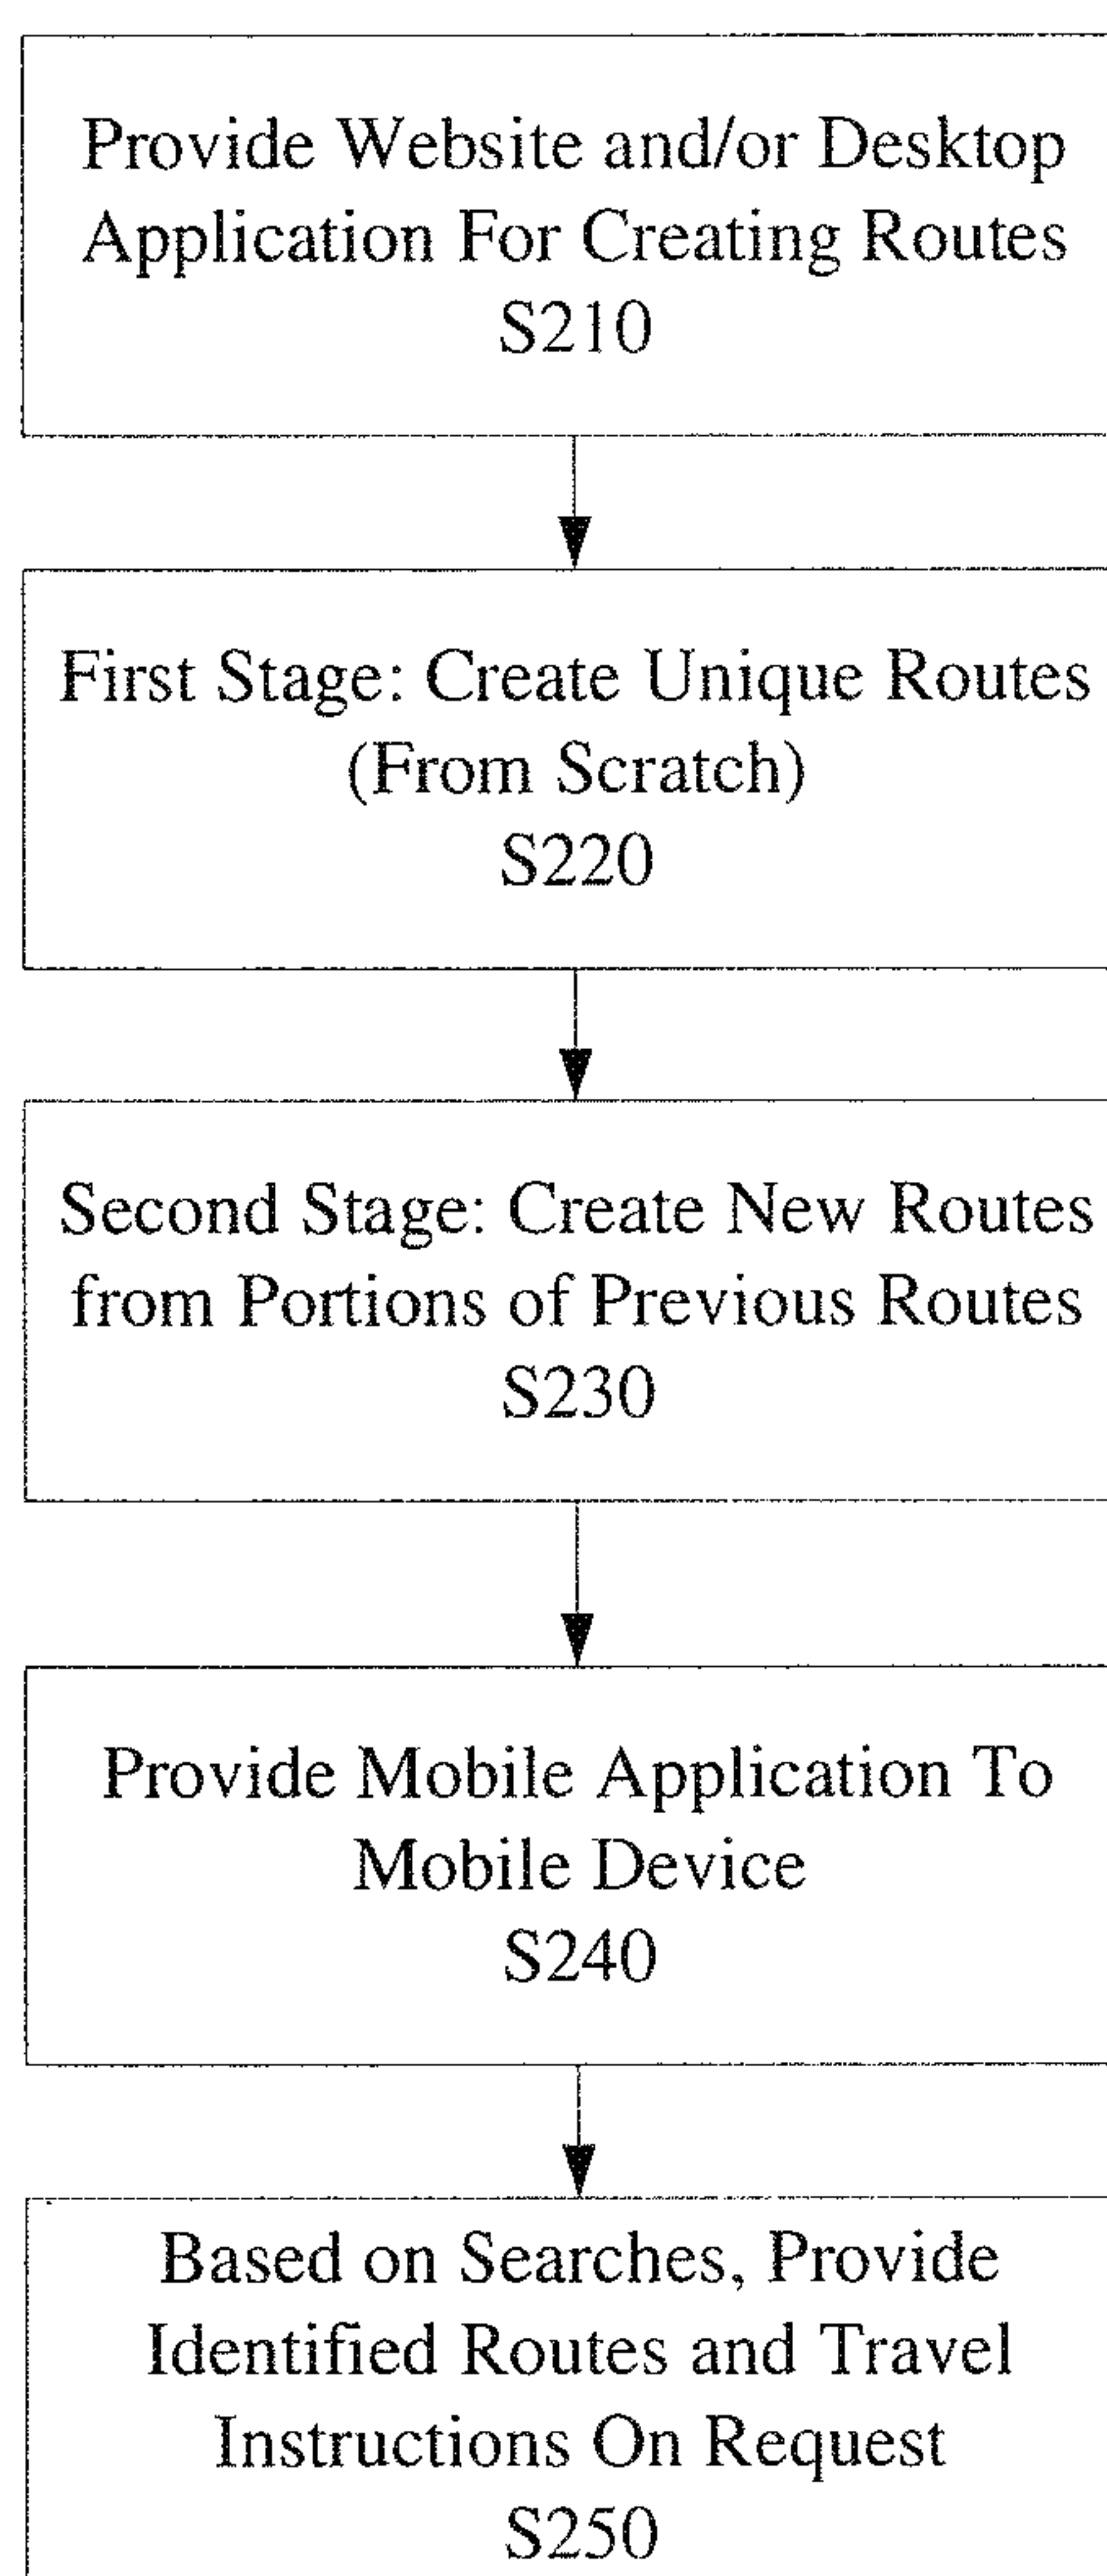 Provide Website and/or Desktop
Application For Creating Routes
S210
First Stage: Create Unique Routes
(From Scratch)
S220
Second Stage: Create New Routes
from Portions of Previous Routes
S230
Provide Mobile Application To
Mobile Device
S240
Based on Searches, Provide
Identified Routes and Travel
Instructions On Request
S250